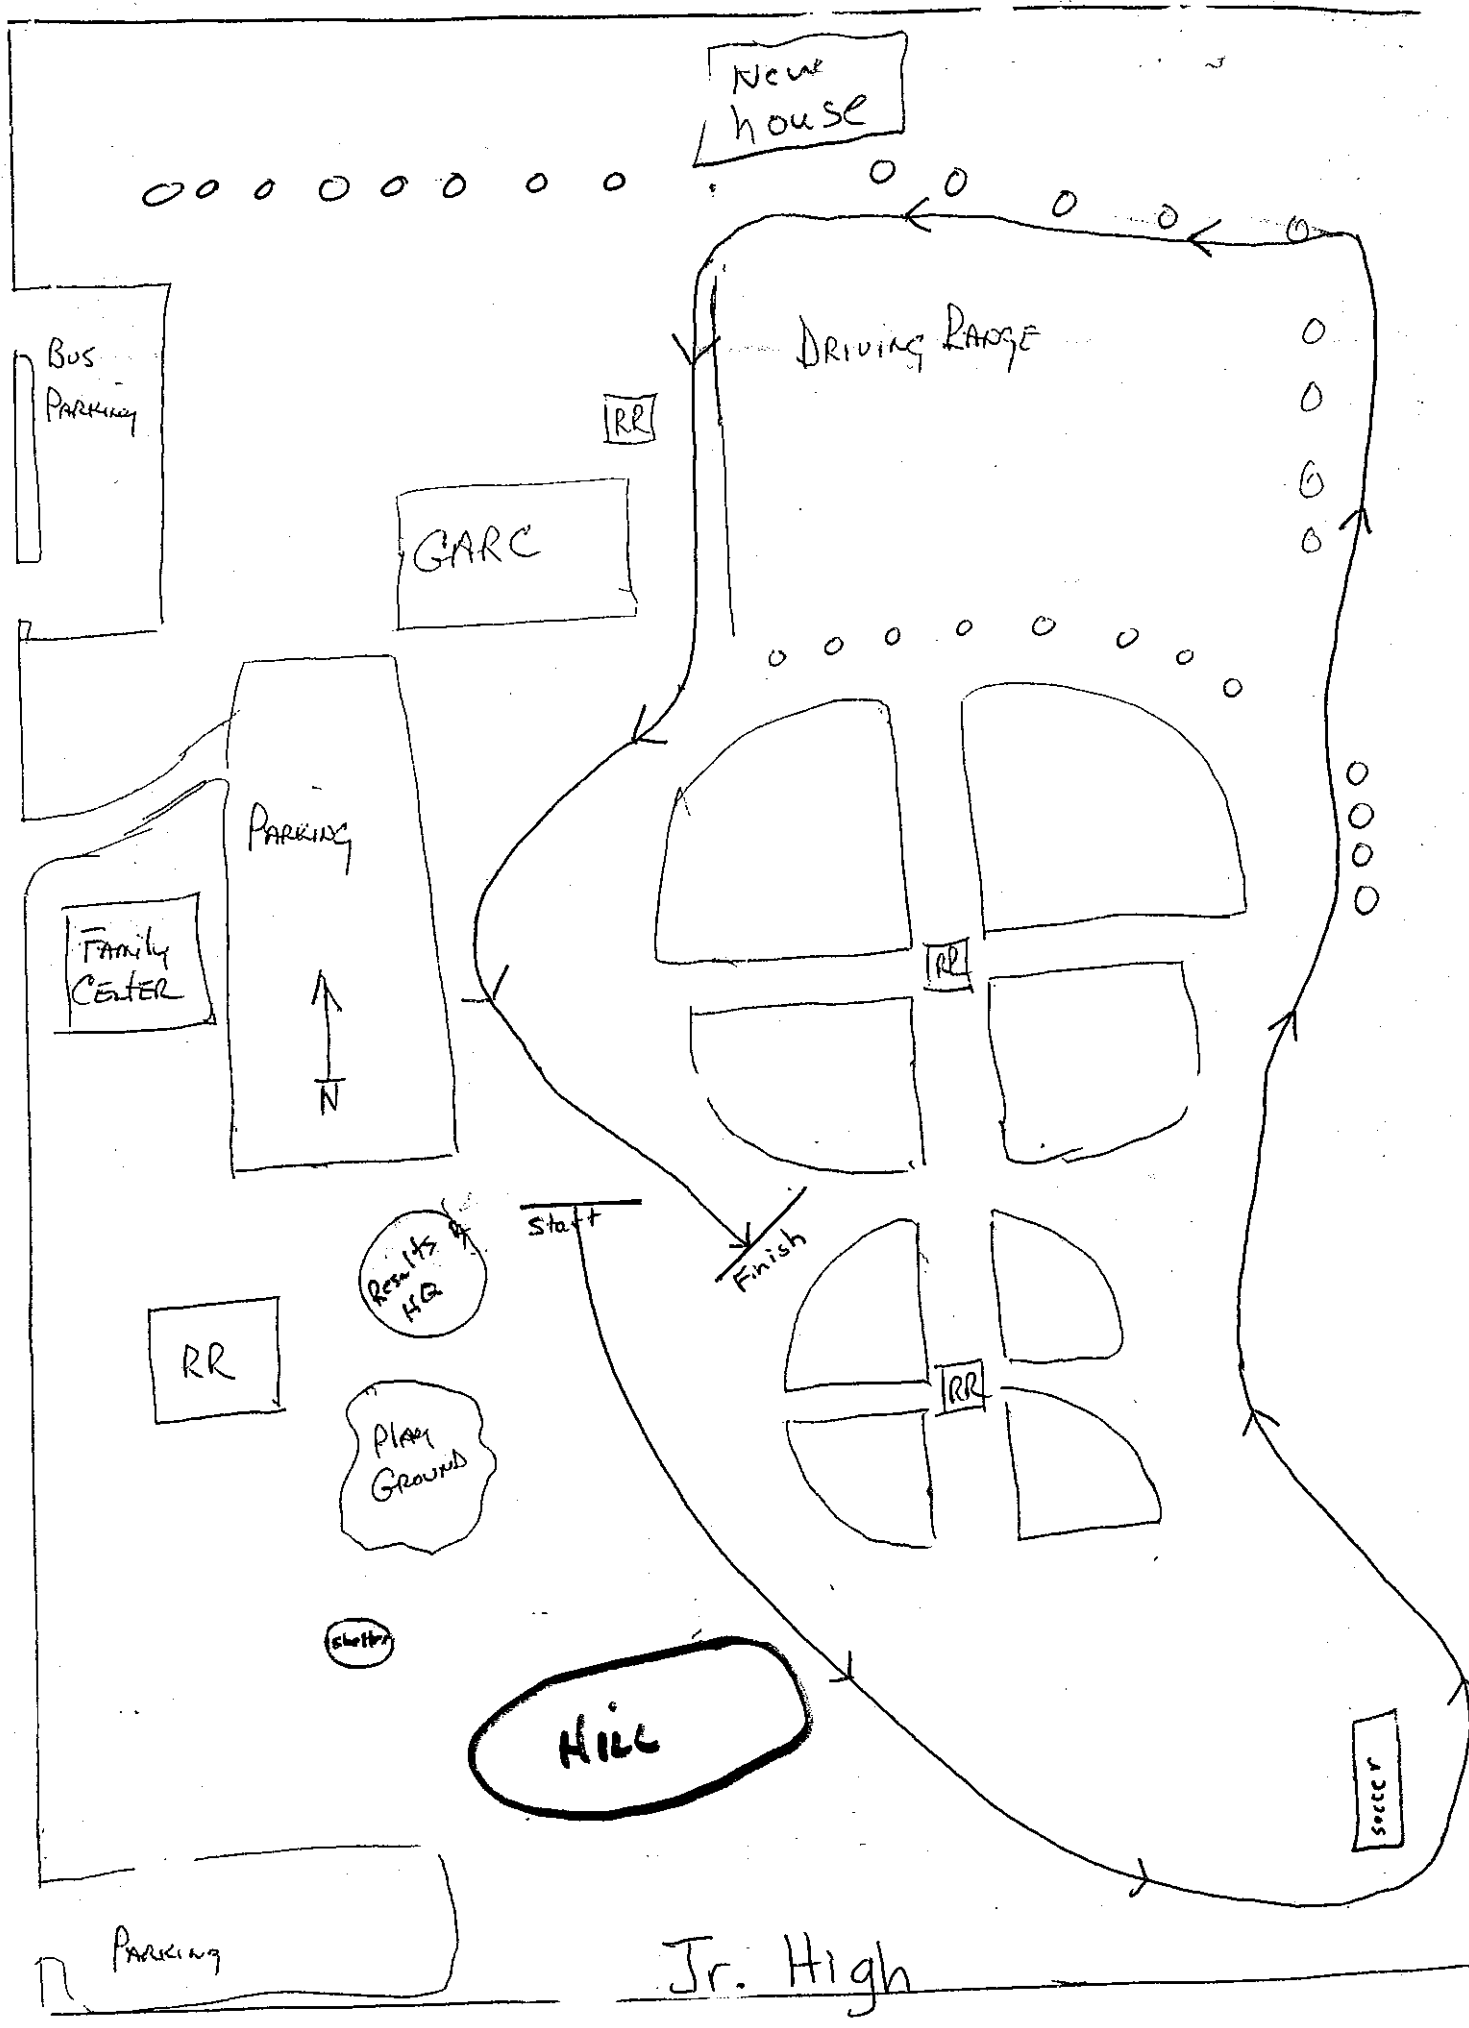 New
house
DRIVING RANGE
BUS
PARKING
RR
GARC
PARKING
FAMILY
CENTER
N
RR
Start
Finish
Results
HQ
RR
RR
PLAY
GROUND
shelter
HILL
soccer
PARKING
Jr. High